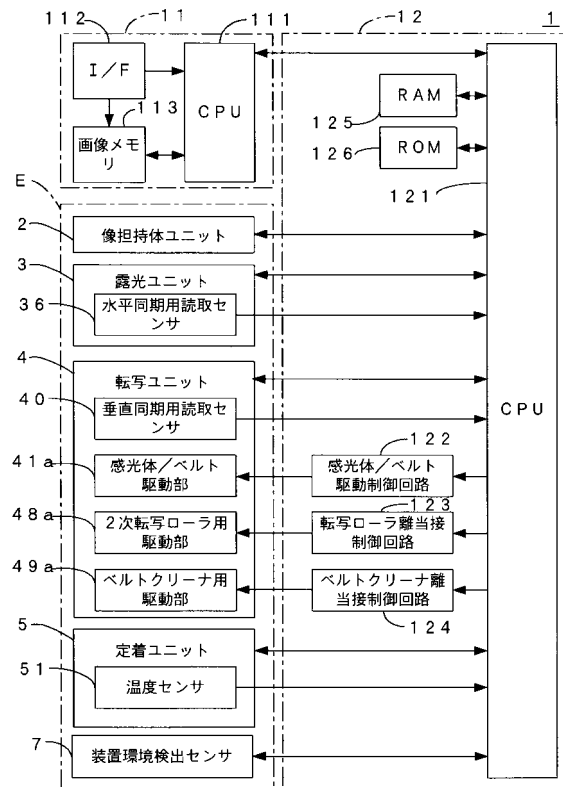 112
11
111
12
1
I/F
113
CPU
画像メモ
リ
RAM
125
ROM
126
121
E
2
像担持体ユニット
3
露光ユニット
36
水平同期用読取セ
ンサ
4
転写ユニット
40
垂直同期用読取セ
ンサ
CPU
41a
感光体/ベルト
駆動部
122
感光体/ベルト
駆動制御回路
48a
2次転写ローラ用
駆動部
123
転写ローラ離当接
制御回路
49a
ベルトクリーナ用
駆動部
ベルトクリーナ離
当接制御回路
124
5
定着ユニット
51
温度センサ
7
装置環境検出センサ